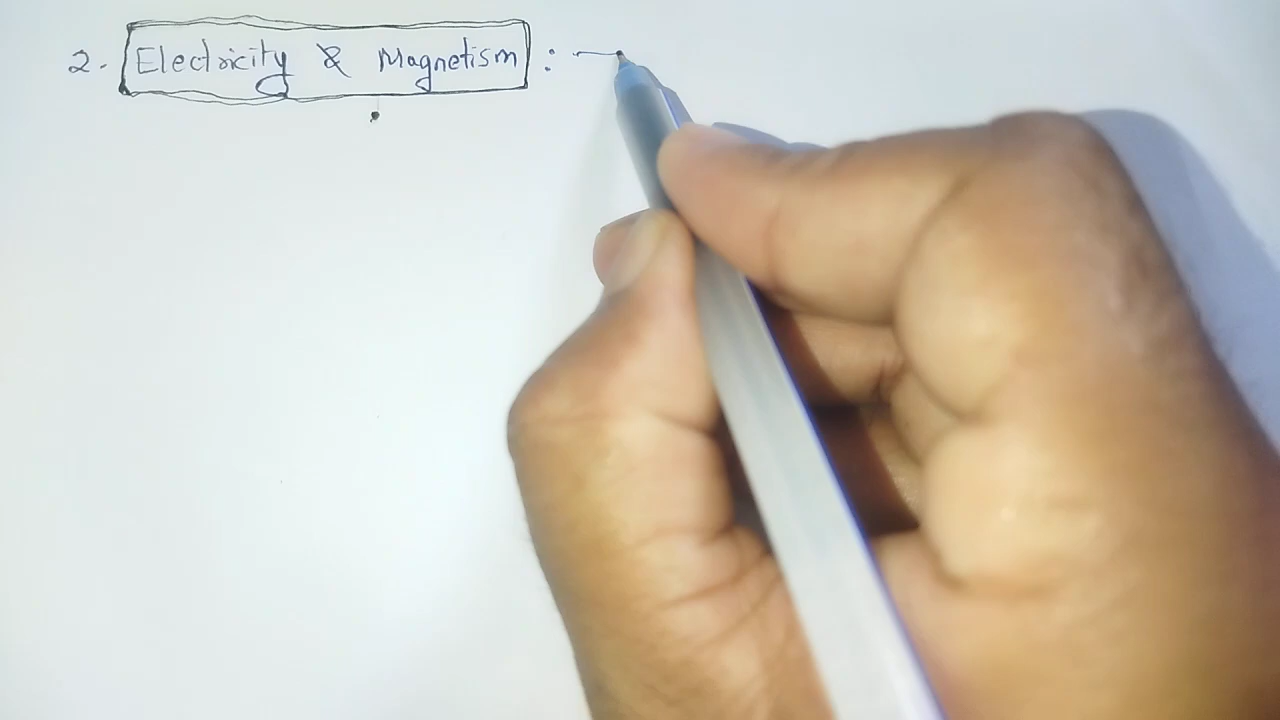 2. Electricity & Magnetism : —